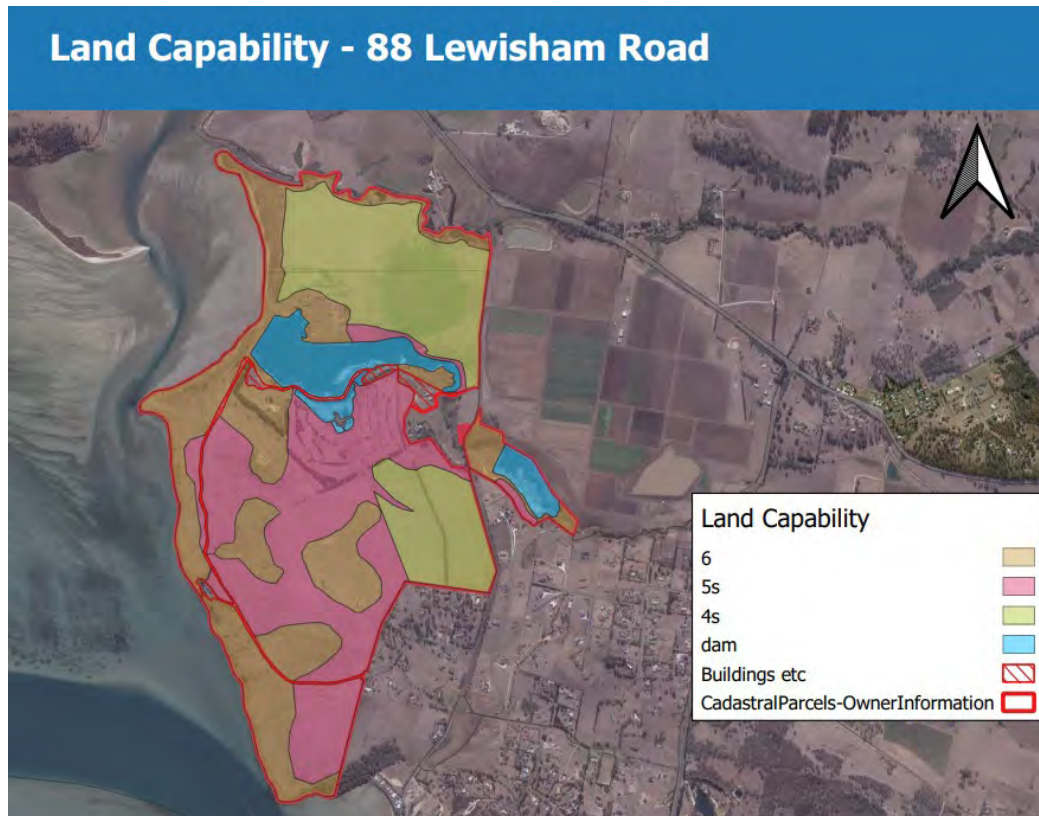 Land Capability - 88 Lewisham Road
Land Capability
6
5s
4s
dam
Buildings etc
CadastralParcels-OwnerInformation